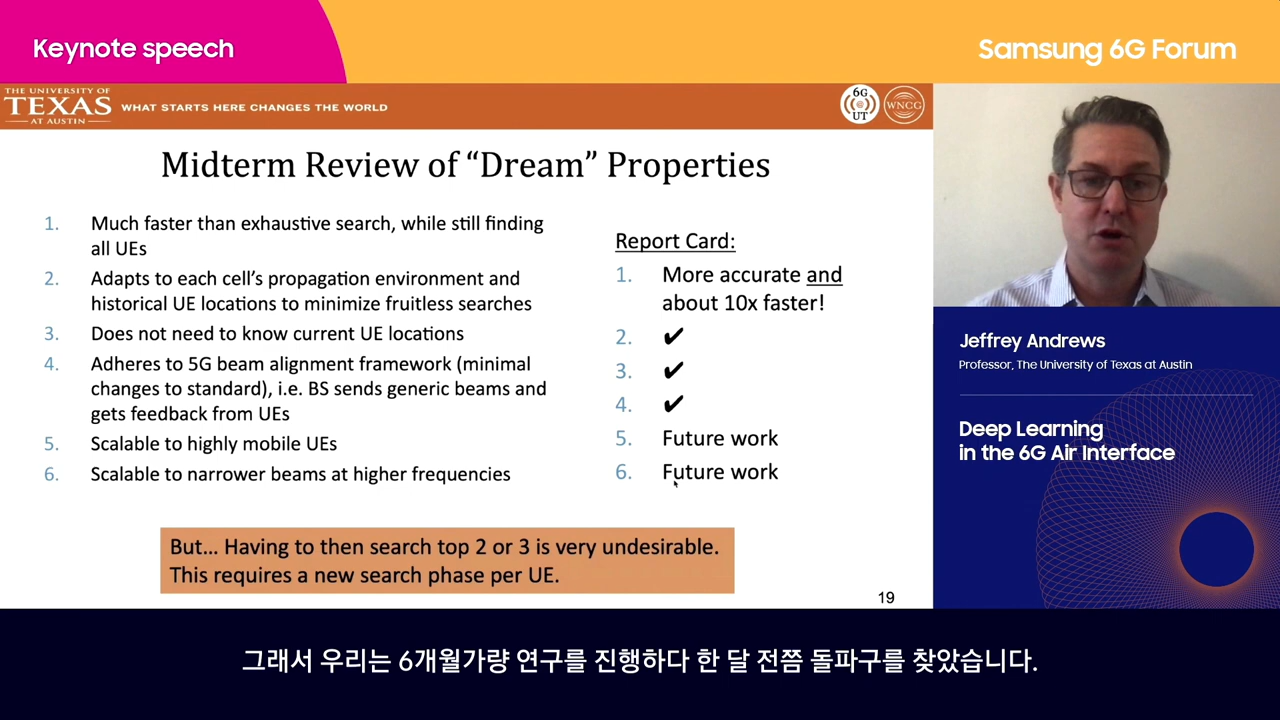 Keynote speech
Samsung 6G Forum
THE UNIVERSITY OF
TEXAS
AT AUSTIN
WHAT STARTS HERE CHANGES THE WORLD
6G
@
UT
WNCG
Midterm Review of “Dream” Properties
1. Much faster than exhaustive search, while still finding
all UEs
2. Adapts to each cell’s propagation environment and
historical UE locations to minimize fruitless searches
3. Does not need to know current UE locations
4. Adheres to 5G beam alignment framework (minimal
changes to standard), i.e. BS sends generic beams and
gets feedback from UEs
5. Scalable to highly mobile UEs
6. Scalable to narrower beams at higher frequencies
Report Card:
1. More accurate and
about 10x faster!
2. ✔
3. ✔
4. ✔
5. Future work
6. Future work
But... Having to then search top 2 or 3 is very undesirable.
This requires a new search phase per UE.
19
Jeffrey Andrews
Professor, The University of Texas at Austin
Deep Learning
in the 6G Air Interface
그래서 우리는 6개월가량 연구를 진행하다 한 달 전쯤 돌파구를 찾았습니다.